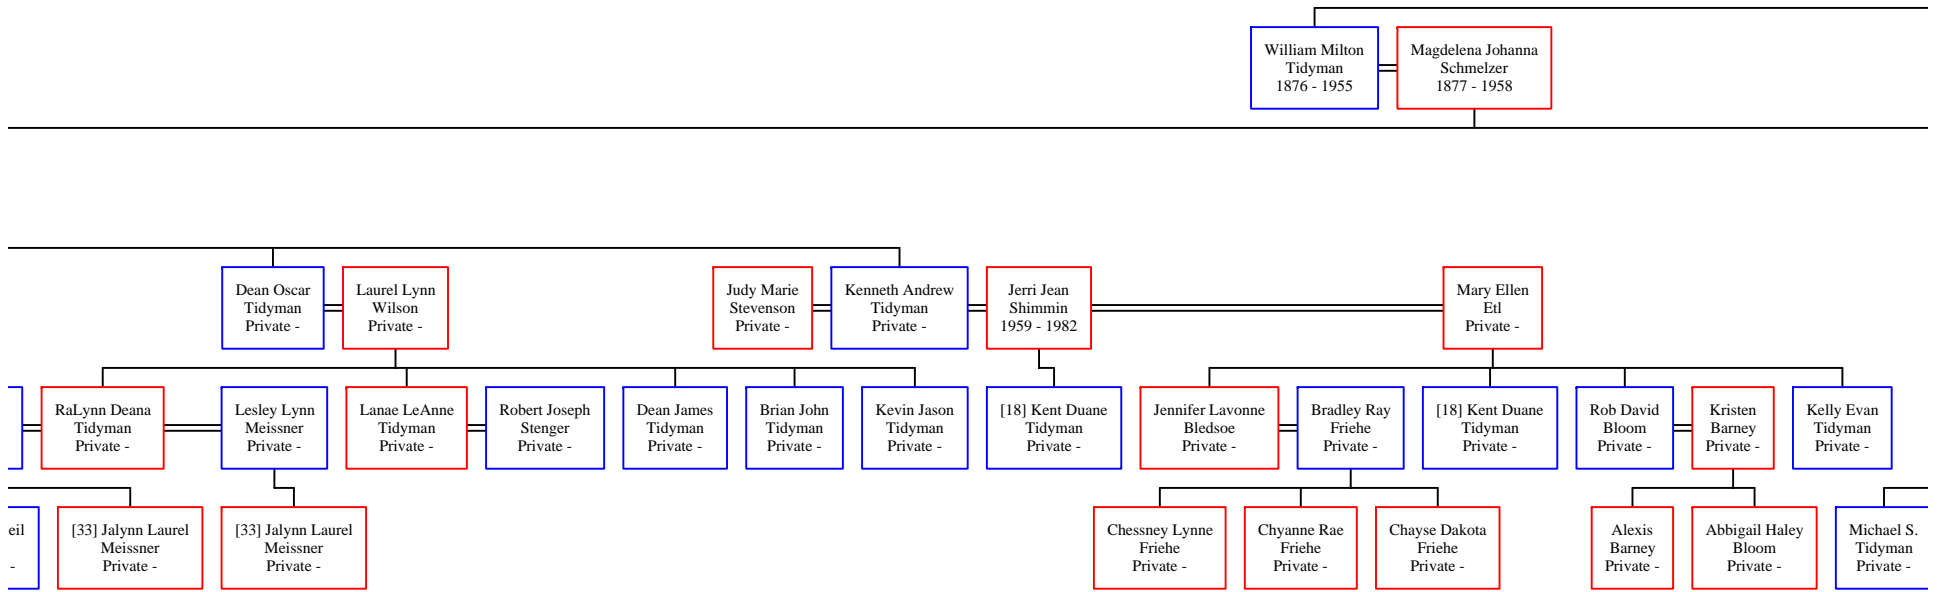 William Milton
Tidyman
1876 - 1955
Magdelena Johanna
Schmelzer
1877 - 1958
Dean Oscar
Tidyman
Private -
Laurel Lynn
Wilson
Private -
Judy Marie
Stevenson
Private -
Kenneth Andrew
Tidyman
Private -
Jerri Jean
Shimmin
1959 - 1982
Mary Ellen
Etl
Private -
RaLynn Deana
Tidyman
Private -
Lesley Lynn
Meissner
Private -
Lanae LeAnne
Tidyman
Private -
Robert Joseph
Stenger
Private -
Dean James
Tidyman
Private -
Brian John
Tidyman
Private -
Kevin Jason
Tidyman
Private -
[18] Kent Duane
Tidyman
Private -
Jennifer Lavonne
Bledsoe
Private -
Bradley Ray
Friehe
Private -
[18] Kent Duane
Tidyman
Private -
Rob David
Bloom
Private -
Kristen
Barney
Private -
Kelly Evan
Tidyman
Private -
eil
-
[33] Jalynn Laurel
Meissner
Private -
[33] Jalynn Laurel
Meissner
Private -
Chessney Lynne
Friehe
Private -
Chyanne Rae
Friehe
Private -
Chayse Dakota
Friehe
Private -
Alexis
Barney
Private -
Abbigail Haley
Bloom
Private -
Michael S.
Tidyman
Private -